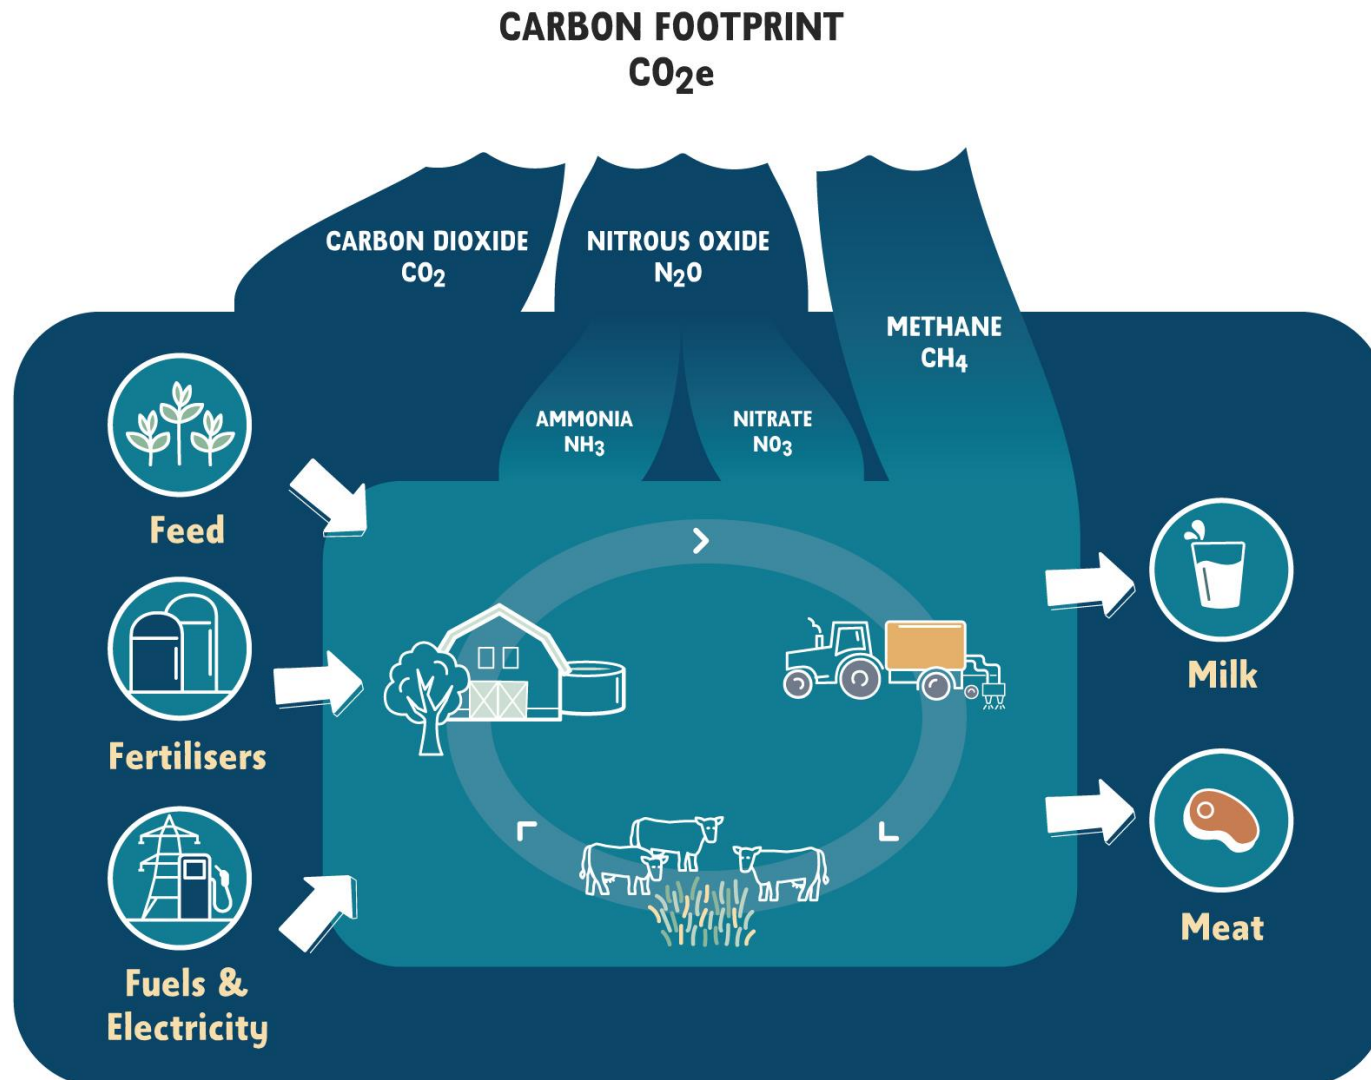 CARBON FOOTPRINT
CO₂e
CARBON DIOXIDE
CO₂
NITROUS OXIDE
N₂O
METHANE
CH₄
AMMONIA
NH₃
NITRATE
NO₃
Feed
Fertilisers
Fuels &
Electricity
Milk
Meat